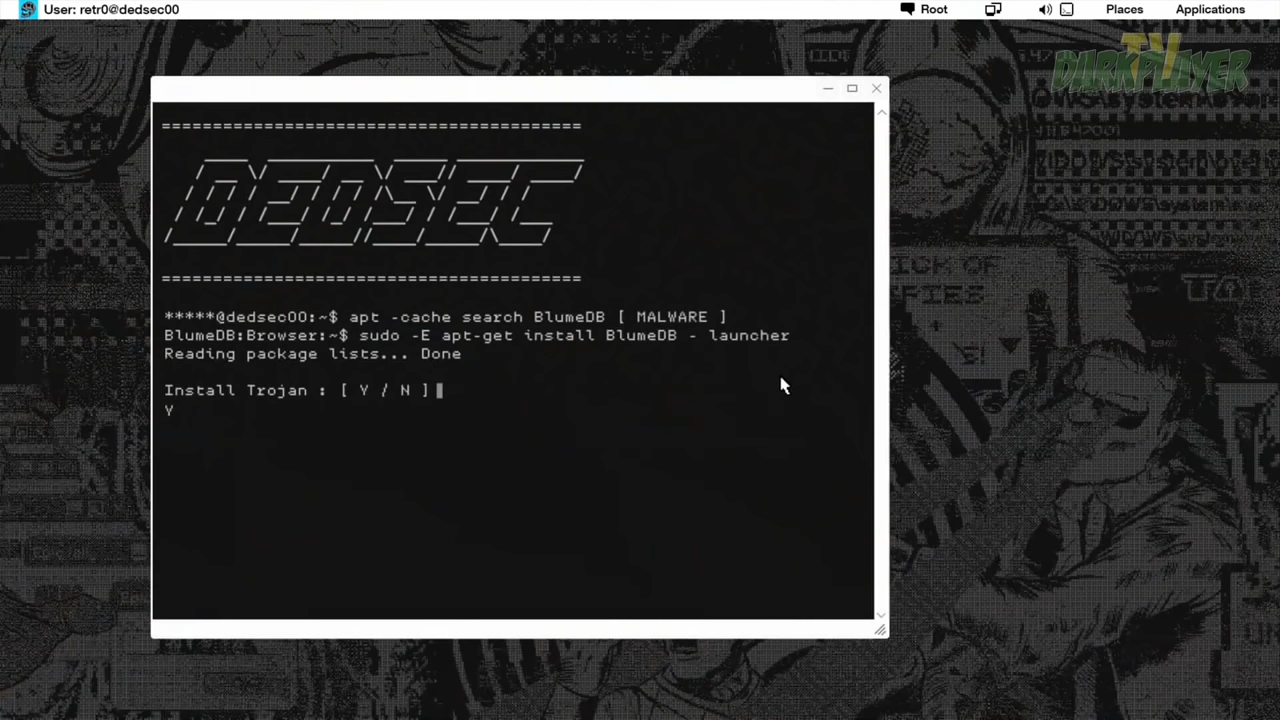 User: retr0@dedsec00
Root
Places
Applications
TV
DARKPLAYER
=========================================
DEDSEC
=========================================
*****@dedsec00:~$ apt -cache search BlumeDB [ MALWARE ]
BlumeDB:Browser:~$ sudo -E apt-get install BlumeDB - launcher
Reading package lists... Done
Install Trojan : [ Y / N ]
Y